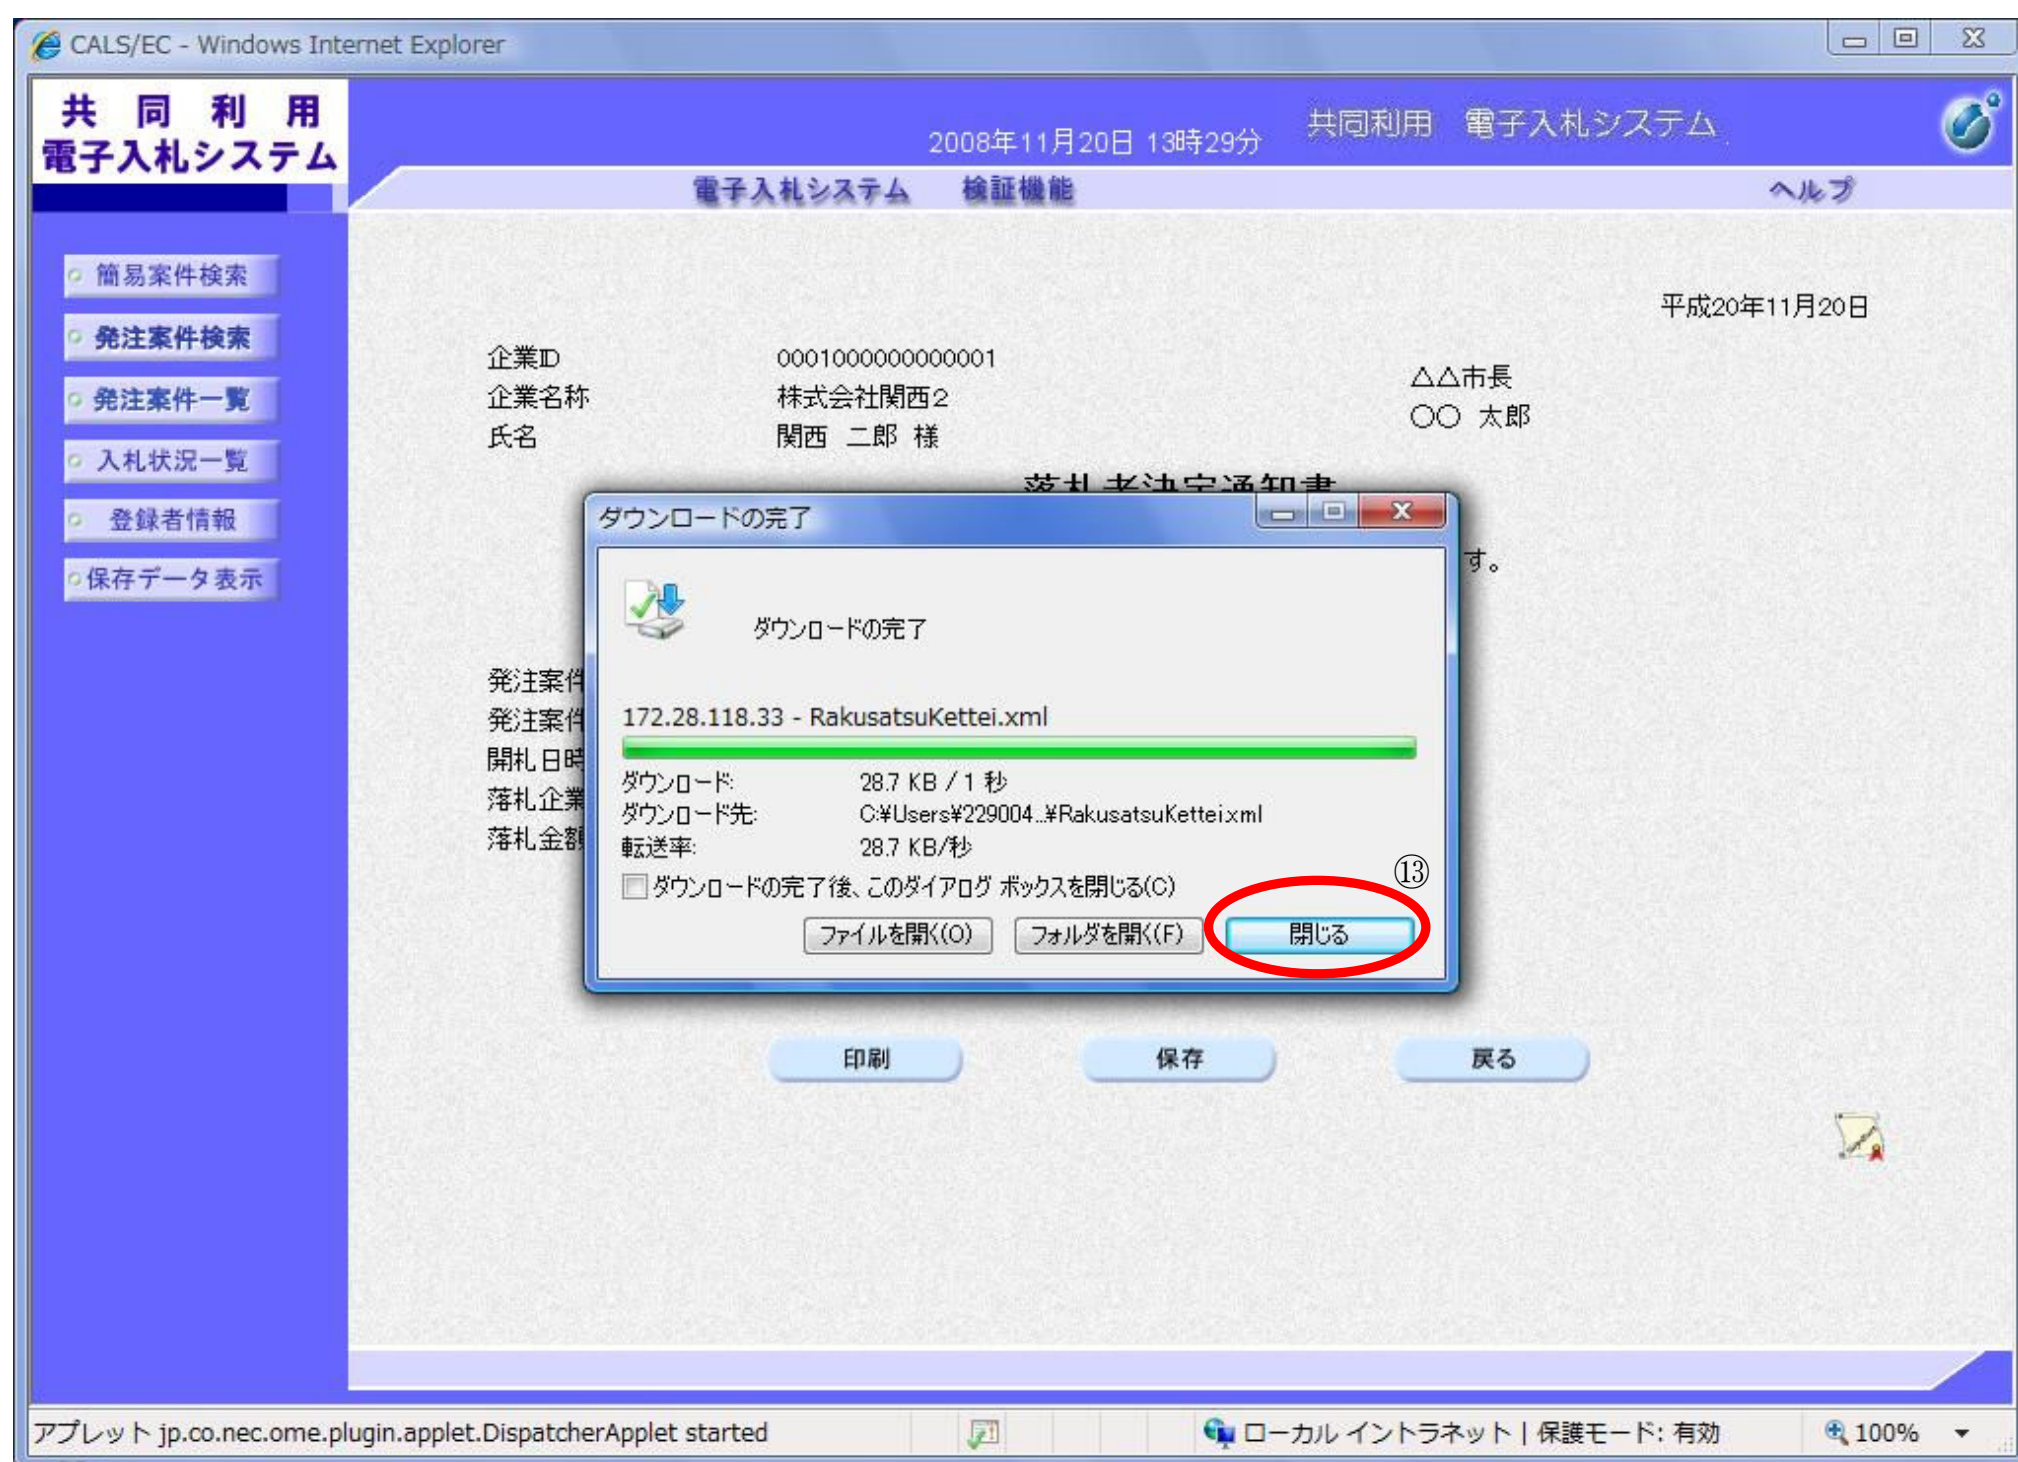 CALS/EC - Windows Internet Explorer
共 同 利 用
電子入札システム
2008年11月20日 13時29分
共同利用 電子入札システム
電子入札システム 検証機能 ヘルプ
簡易案件検索
発注案件検索
発注案件一覧
入札状況一覧
登録者情報
保存データ表示
平成20年11月20日
企業ID 0001000000000001
企業名称 株式会社関西2
氏名 関西 二郎 様
△△市長
〇〇 太郎
落札者決定通知書
す。
発注案件
発注案件
開札日時
落札企業
落札金額
ダウンロードの完了
ダウンロードの完了
172.28.118.33 - RakusatsuKettei.xml
ダウンロード: 28.7 KB / 1 秒
ダウンロード先: C:¥Users¥229004...¥RakusatsuKettei.xml
転送率: 28.7 KB/秒
ダウンロードの完了後、このダイアログ ボックスを閉じる(C)
⑬
ファイルを開く(O) フォルダを開く(F) 閉じる
印刷 保存 戻る
アプレット jp.co.nec.ome.plugin.applet.DispatcherApplet started
ローカル イントラネット | 保護モード: 有効
100%